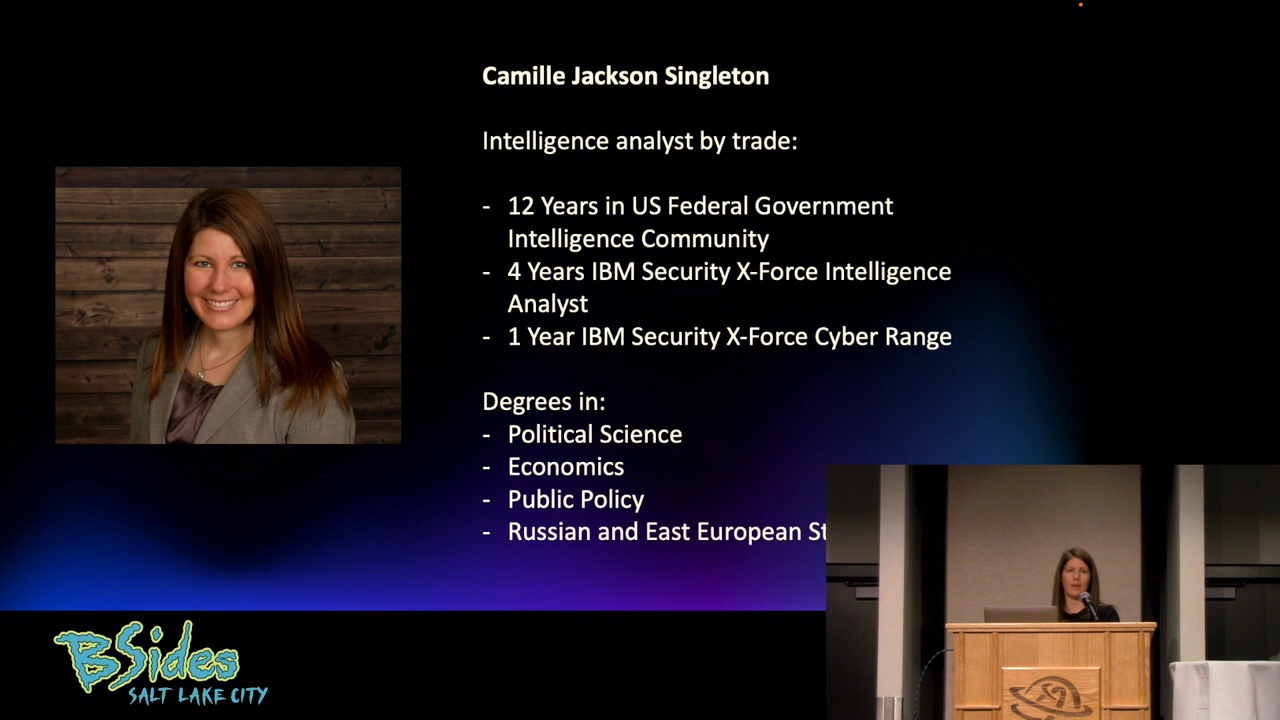 Camille Jackson Singleton
Intelligence analyst by trade:
- 12 Years in US Federal Government
Intelligence Community
- 4 Years IBM Security X-Force Intelligence
Analyst
- 1 Year IBM Security X-Force Cyber Range
Degrees in:
- Political Science
- Economics
- Public Policy
- Russian and East European St
BSides
SALT LAKE CITY